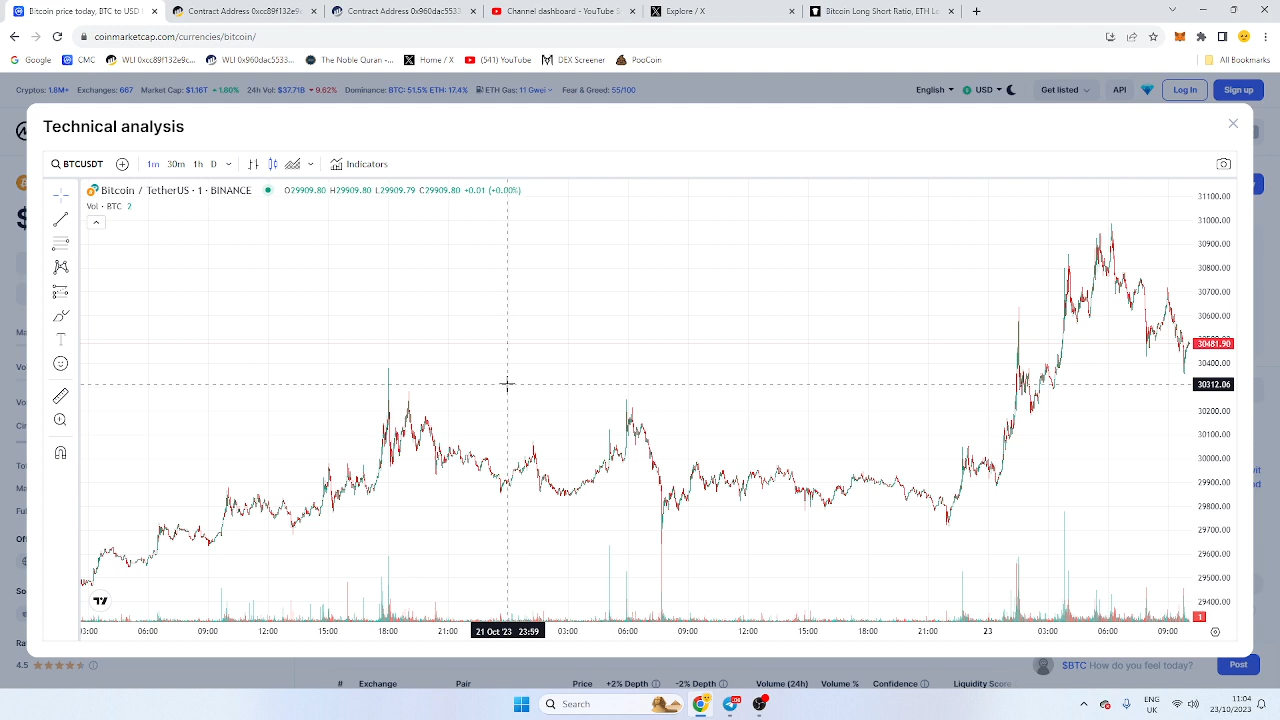 Bitcoin price today, BTC to USD l
Contract Address 0xcc89f132e9c
Contract Address 0x960dac5533
Channel dashboard - YouTube S
Explore / X
Bitcoin Long Short Ratio, ETH L
coinmarketcap.com/currencies/bitcoin/
Google
CMC
WLI 0xcc89f132e9c...
WLI 0x960dac5533...
The Noble Quran -...
Home / X
(541) YouTube
DEX Screener
PooCoin
All Bookmarks
Cryptos: 1.8M+ Exchanges: 667 Market Cap: $1.16T 1.80% 24h Vol: $37.71B 9.62% Dominance: BTC: 51.5% ETH: 17.4% ETH Gas: 11 Gwei Fear & Greed: 55/100
English
USD
Get listed
API
Log In
Sign up
Technical analysis
BTCUSDT
1m 30m 1h D
Indicators
Bitcoin / TetherUS · 1 · BINANCE
O29909.80 H29909.80 L29909.79 C29909.80 +0.01 (+0.00%)
Vol · BTC 2
31100.00
31000.00
30900.00
30800.00
30700.00
30600.00
30481.90
30400.00
30312.06
30200.00
30100.00
30000.00
29900.00
29800.00
29700.00
29600.00
29500.00
29400.00
1
06:00 09:00 12:00 15:00 18:00 21:00 21 Oct '23 23:59 03:00 06:00 09:00 12:00 15:00 18:00 21:00 23 03:00 06:00 09:00
4.5
$BTC How do you feel today?
Post
# Exchange Pair Price +2% Depth -2% Depth Volume (24h) Volume % Confidence Liquidity Score
Search
ENG
UK
11:04
23/10/2023